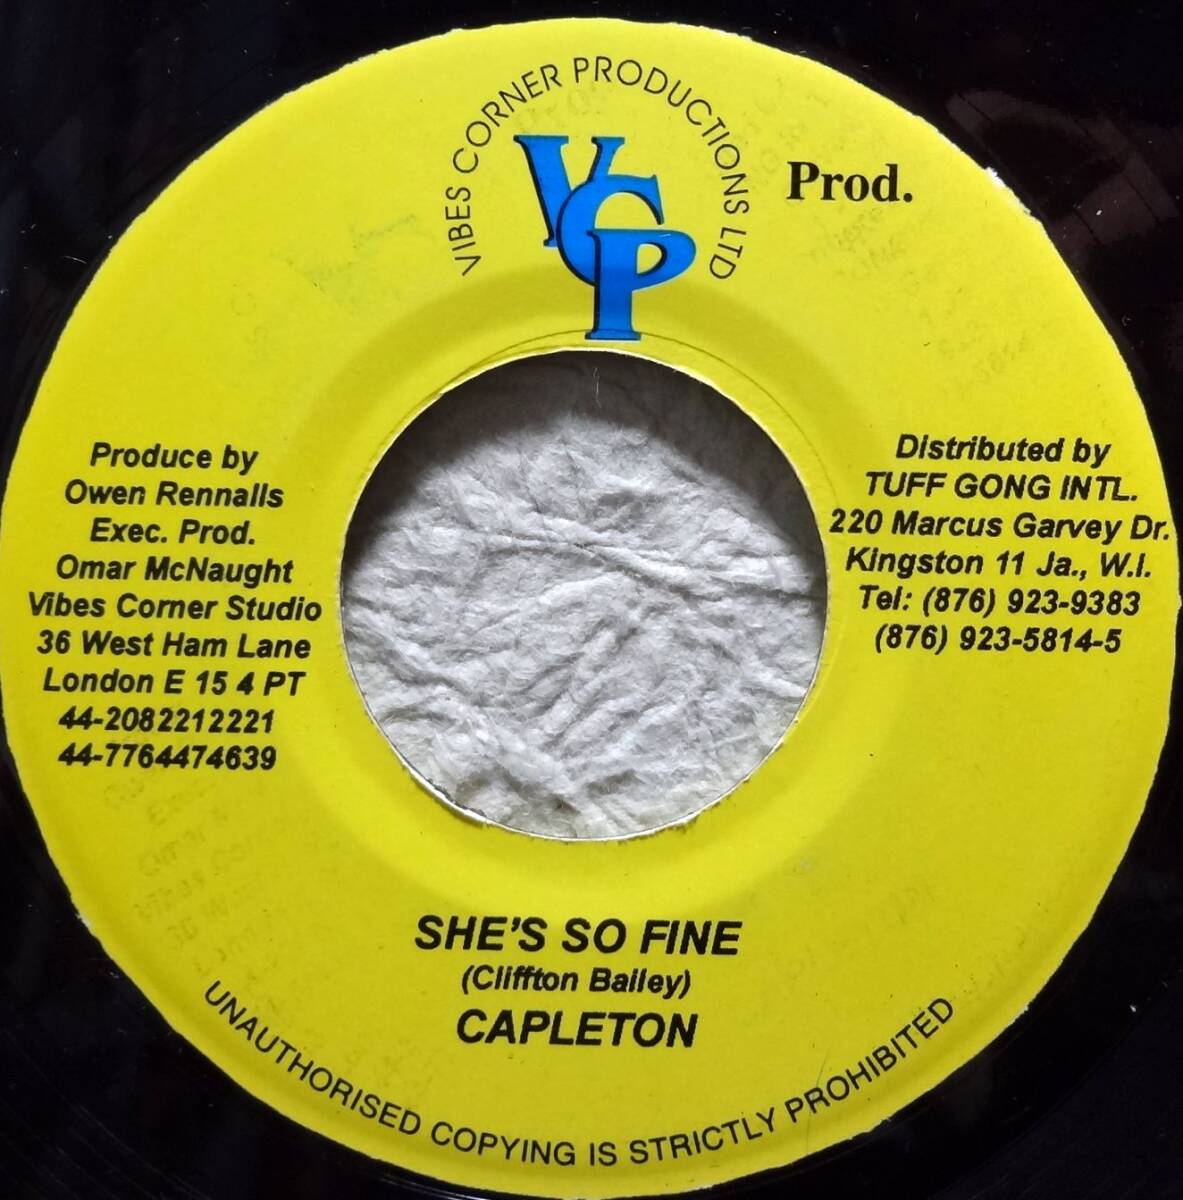 VIBES CORNER PRODUCTIONS LTD
VCP
Prod.
Produce by
Owen Rennalls
Exec. Prod.
Omar McNaught
Vibes Corner Studio
36 West Ham Lane
London E 15 4 PT
44-2082212221
44-7764474639
Distributed by
TUFF GONG INTL.
220 Marcus Garvey Dr.
Kingston 11 Ja., W.I.
Tel: (876) 923-9383
(876) 923-5814-5
SHE'S SO FINE
(Cliffton Bailey)
CAPLETON
UNAUTHORISED COPYING IS STRICTLY PROHIBITED